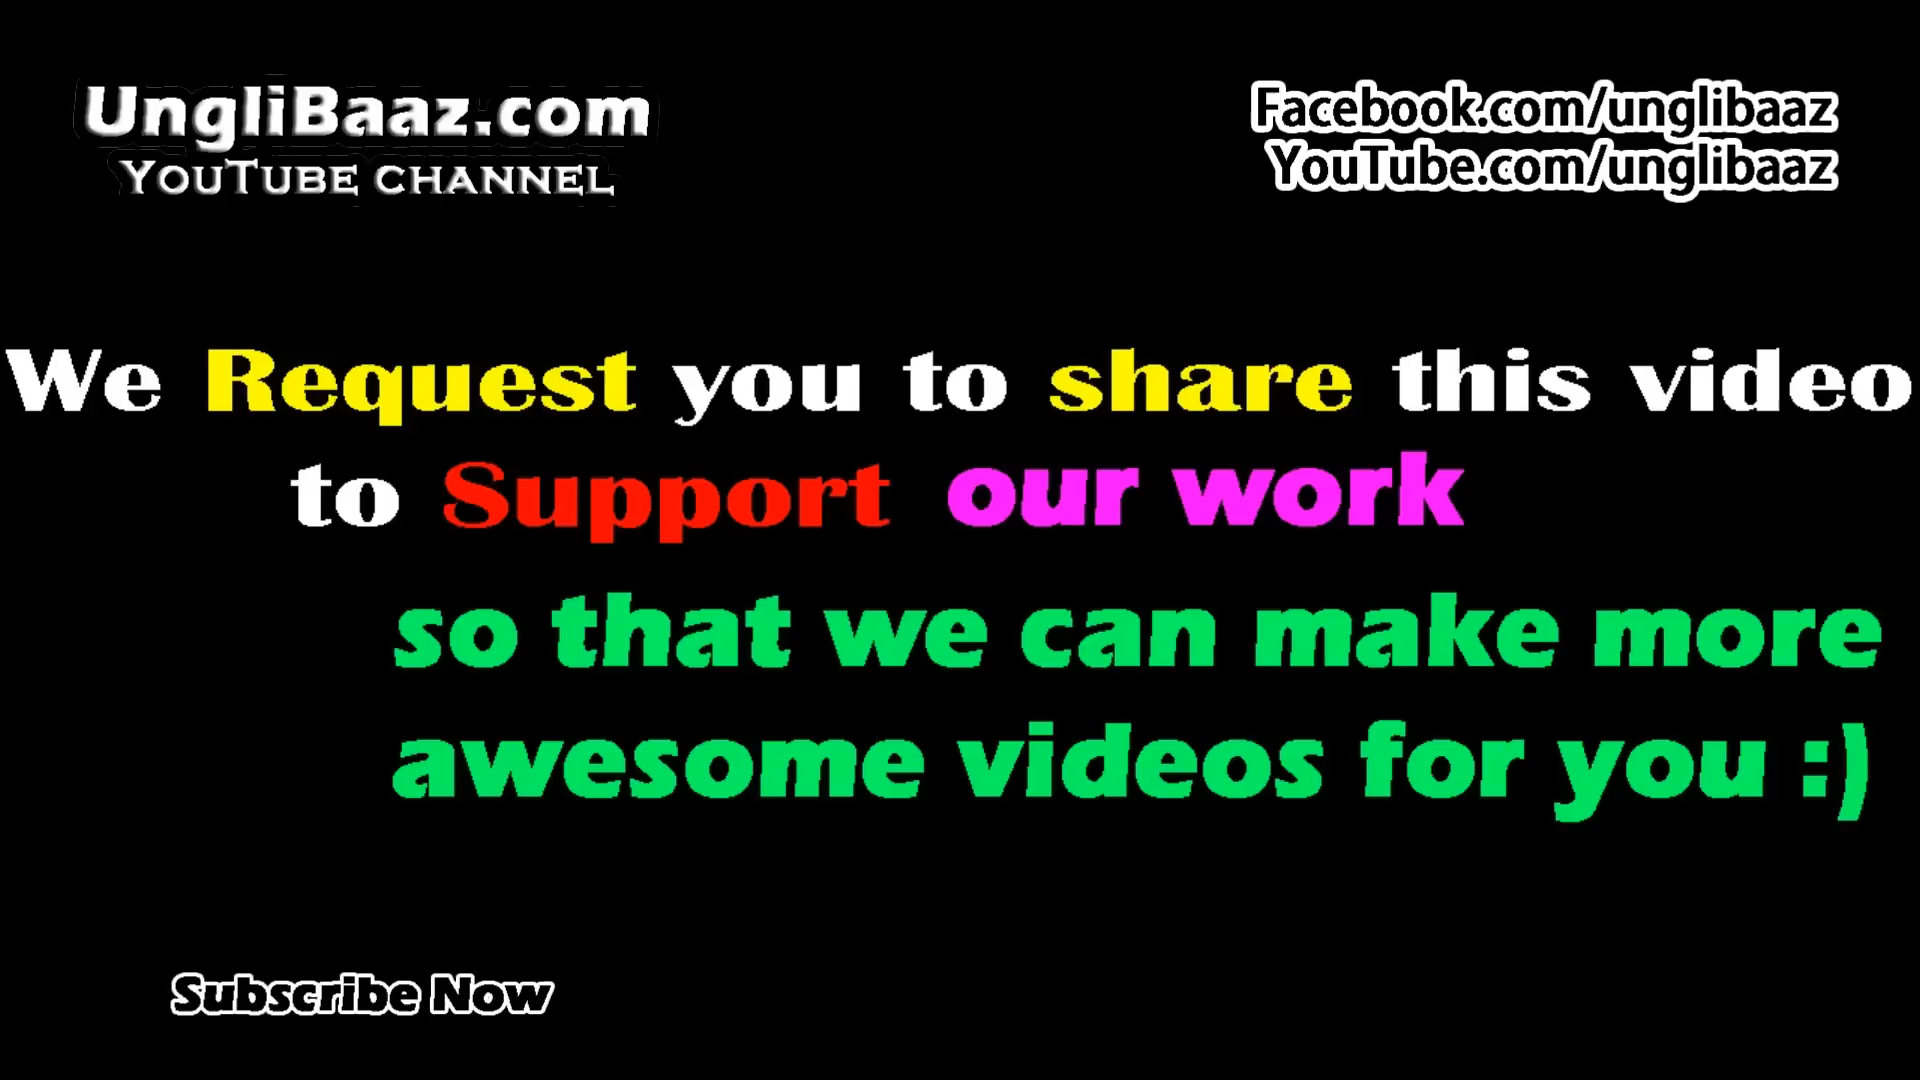 UngliBaaz.com
YouTube channel
Facebook.com/unglibaaz
YouTube.com/unglibaaz
We Request you to share this video
to Support our work
so that we can make more
awesome videos for you :)
Subscribe Now